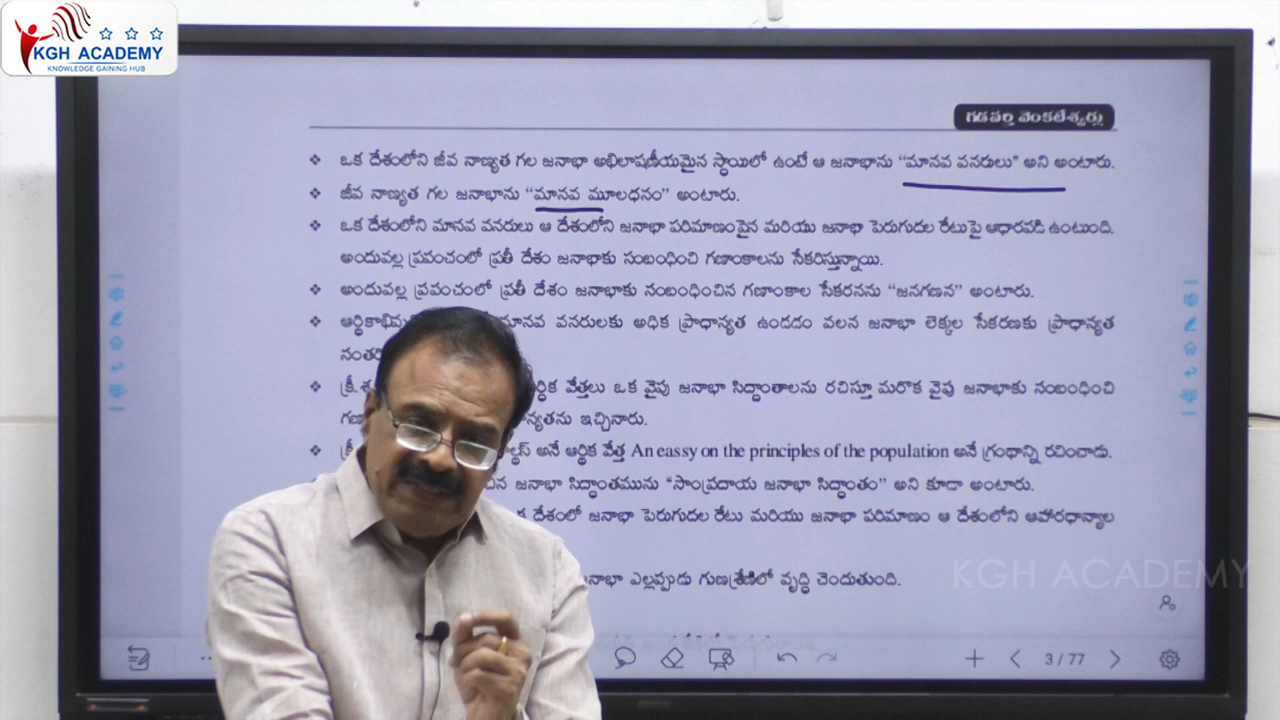 KGH ACADEMY
KNOWLEDGE GAINING HUB
గడపర్తి వెంకటేశ్వర్లు
❖ ఒక దేశంలోని జీవ నాణ్యత గల జనాభా అభిలాషణీయమైన స్థాయిలో ఉంటే ఆ జనాభాను “మానవ వనరులు” అని అంటారు.
❖ జీవ నాణ్యత గల జనాభాను “మానవ మూలధనం” అంటారు.
❖ ఒక దేశంలోని మానవ వనరులు ఆ దేశంలోని జనాభా పరిమాణంపైన మరియు జనాభా పెరుగుదల రేటుపై ఆధారపడి ఉంటుంది.
అందువల్ల ప్రపంచంలో ప్రతీ దేశం జనాభాకు సంబంధించి గణాంకాలను సేకరిస్తున్నాయి.
❖ అందువల్ల ప్రపంచంలో ప్రతీ దేశం జనాభాకు సంబంధించిన గణాంకాల సేకరనను “జనగణన” అంటారు.
❖ మానవ వనరులకు అధిక ప్రాధాన్యత ఉండడం వలన జనాభా లెక్కల సేకరణకు ప్రాధాన్యత
❖ వేత్తలు ఒక వైపు జనాభా సిద్ధాంతాలను రచిస్తూ మరొక వైపు జనాభాకు సంబంధించి
ఇచ్చినారు.
❖ అనే ఆర్థిక వేత్త An eassy on the principles of the population అనే గ్రంథాన్ని రచించాడు.
జనాభా సిద్ధాంతమును “సాంప్రదాయ జనాభా సిద్ధాంతం” అని కూడా అంటారు.
దేశంలో జనాభా పెరుగుదల రేటు మరియు జనాభా పరిమాణం ఆ దేశంలోని ఆహారధాన్యాల
ఎల్లప్పుడు గుణశ్రేణిలో వృద్ధి చెందుతుంది.
KGH ACADEMY
3 / 77